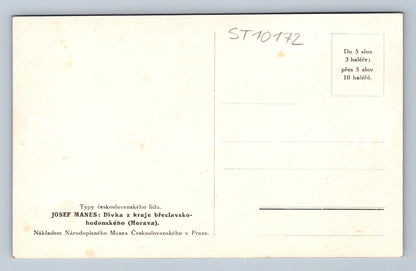 ST10172
Do 5 slov
3 haléře;
přes 5 slov
10 haléřů.
Typy československého lidu.
JOSEF MANES: Dívka z kraje břeclavsko-
hodonského (Morava).
Nákladem Národopisného Musea Československého v Praze.